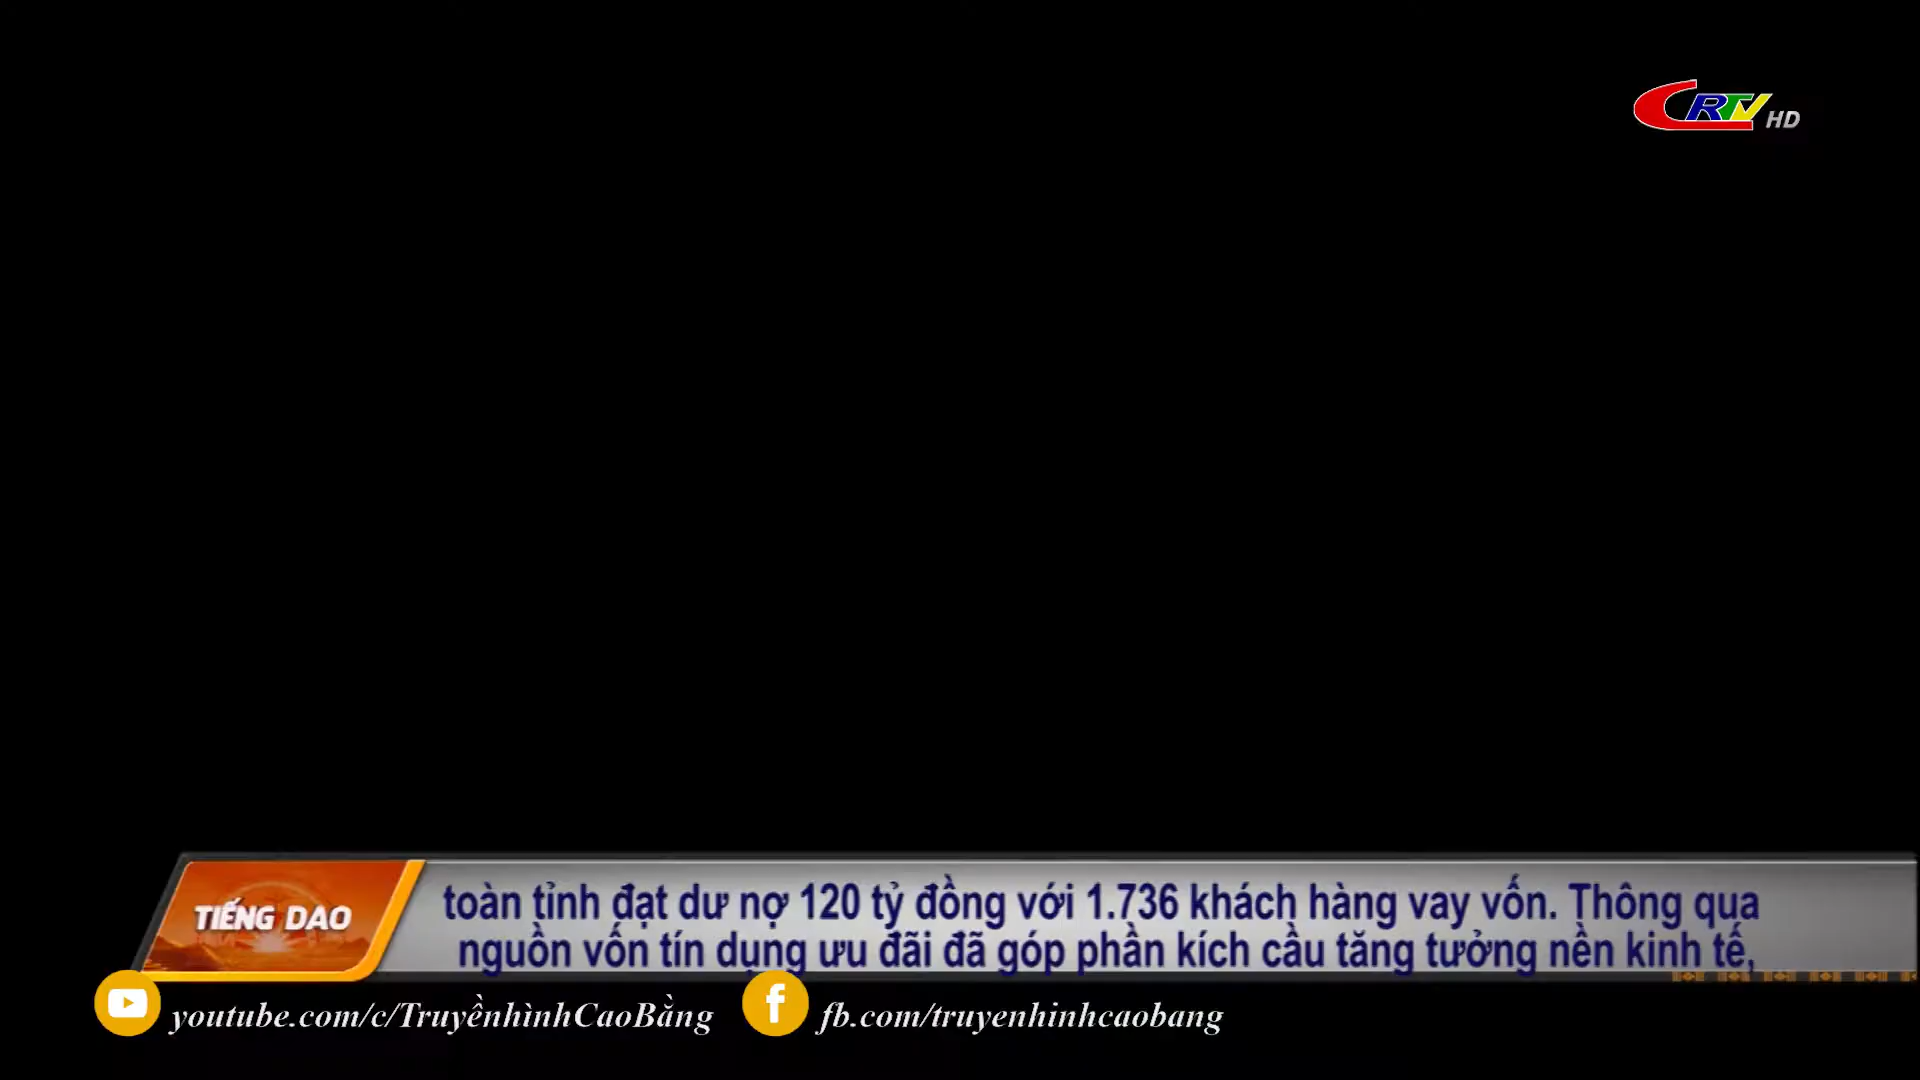 CRTV HD
TIẾNG DAO
toàn tỉnh đạt dư nợ 120 tỷ đồng với 1.736 khách hàng vay vốn. Thông qua
nguồn vốn tín dụng ưu đãi đã góp phần kích cầu tăng tưởng nền kinh tế,
youtube.com/c/TruyềnhìnhCaoBằng
fb.com/truyenhinhcaobang